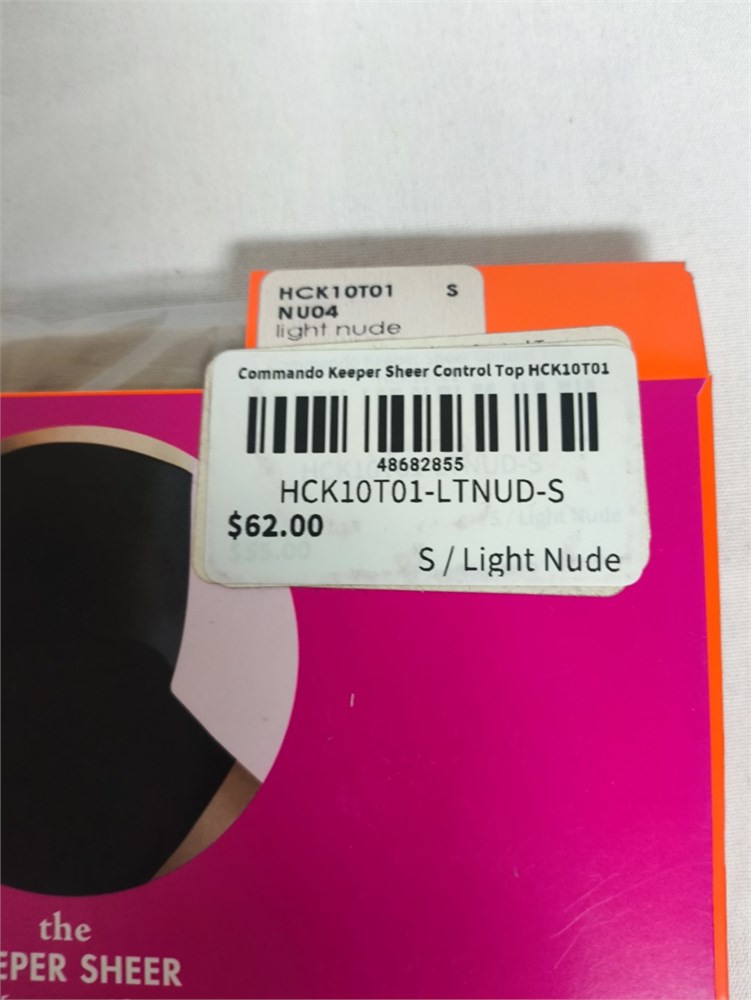 HCK10T01 S
NU04
light nude
Commando Keeper Sheer Control Top HCK10T01
48682855
HCK10T01-LTNUD-S
$62.00
S / Light Nude
the
EPER SHEER